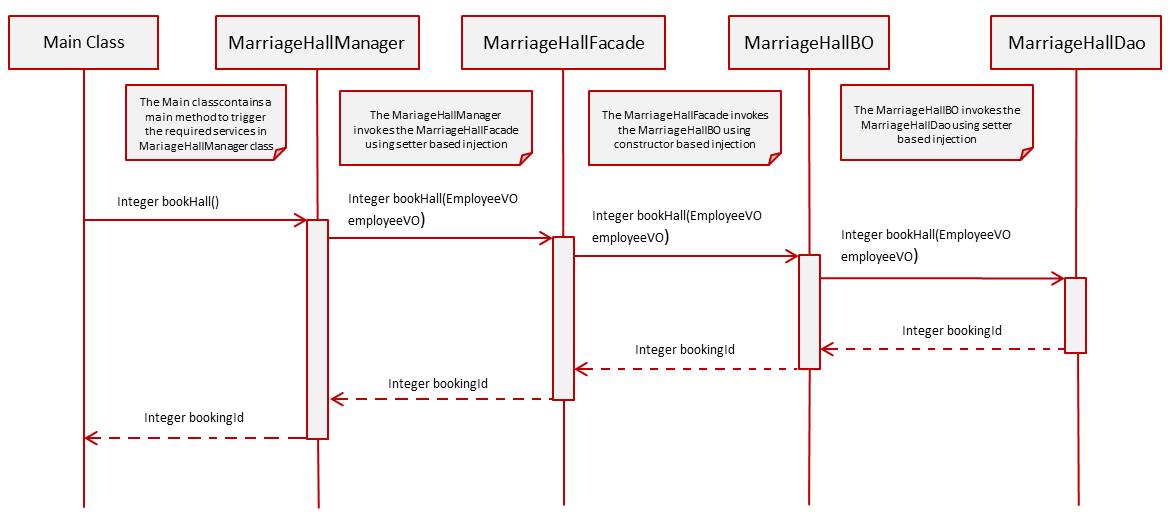 Main Class
MarriageHallManager
MarriageHallFacade
MarriageHallBO
MarriageHallDao
The Main classcontains a
main method to trigger
the required services in
MariageHallManager class
The MariageHallManager
invokes the MarriageHallFacade
using setter based injection
The MarriageHallFacade invokes
the MarriageHallBO using
constructor based injection
The MarriageHallBO invokes the
MarriageHallDao using setter
based injection
Integer bookHall()
Integer bookHall(EmployeeVO
employeeVO)
Integer bookHall(EmployeeVO
employeeVO)
Integer bookHall(EmployeeVO
employeeVO)
Integer bookingId
Integer bookingId
Integer bookingId
Integer bookingId